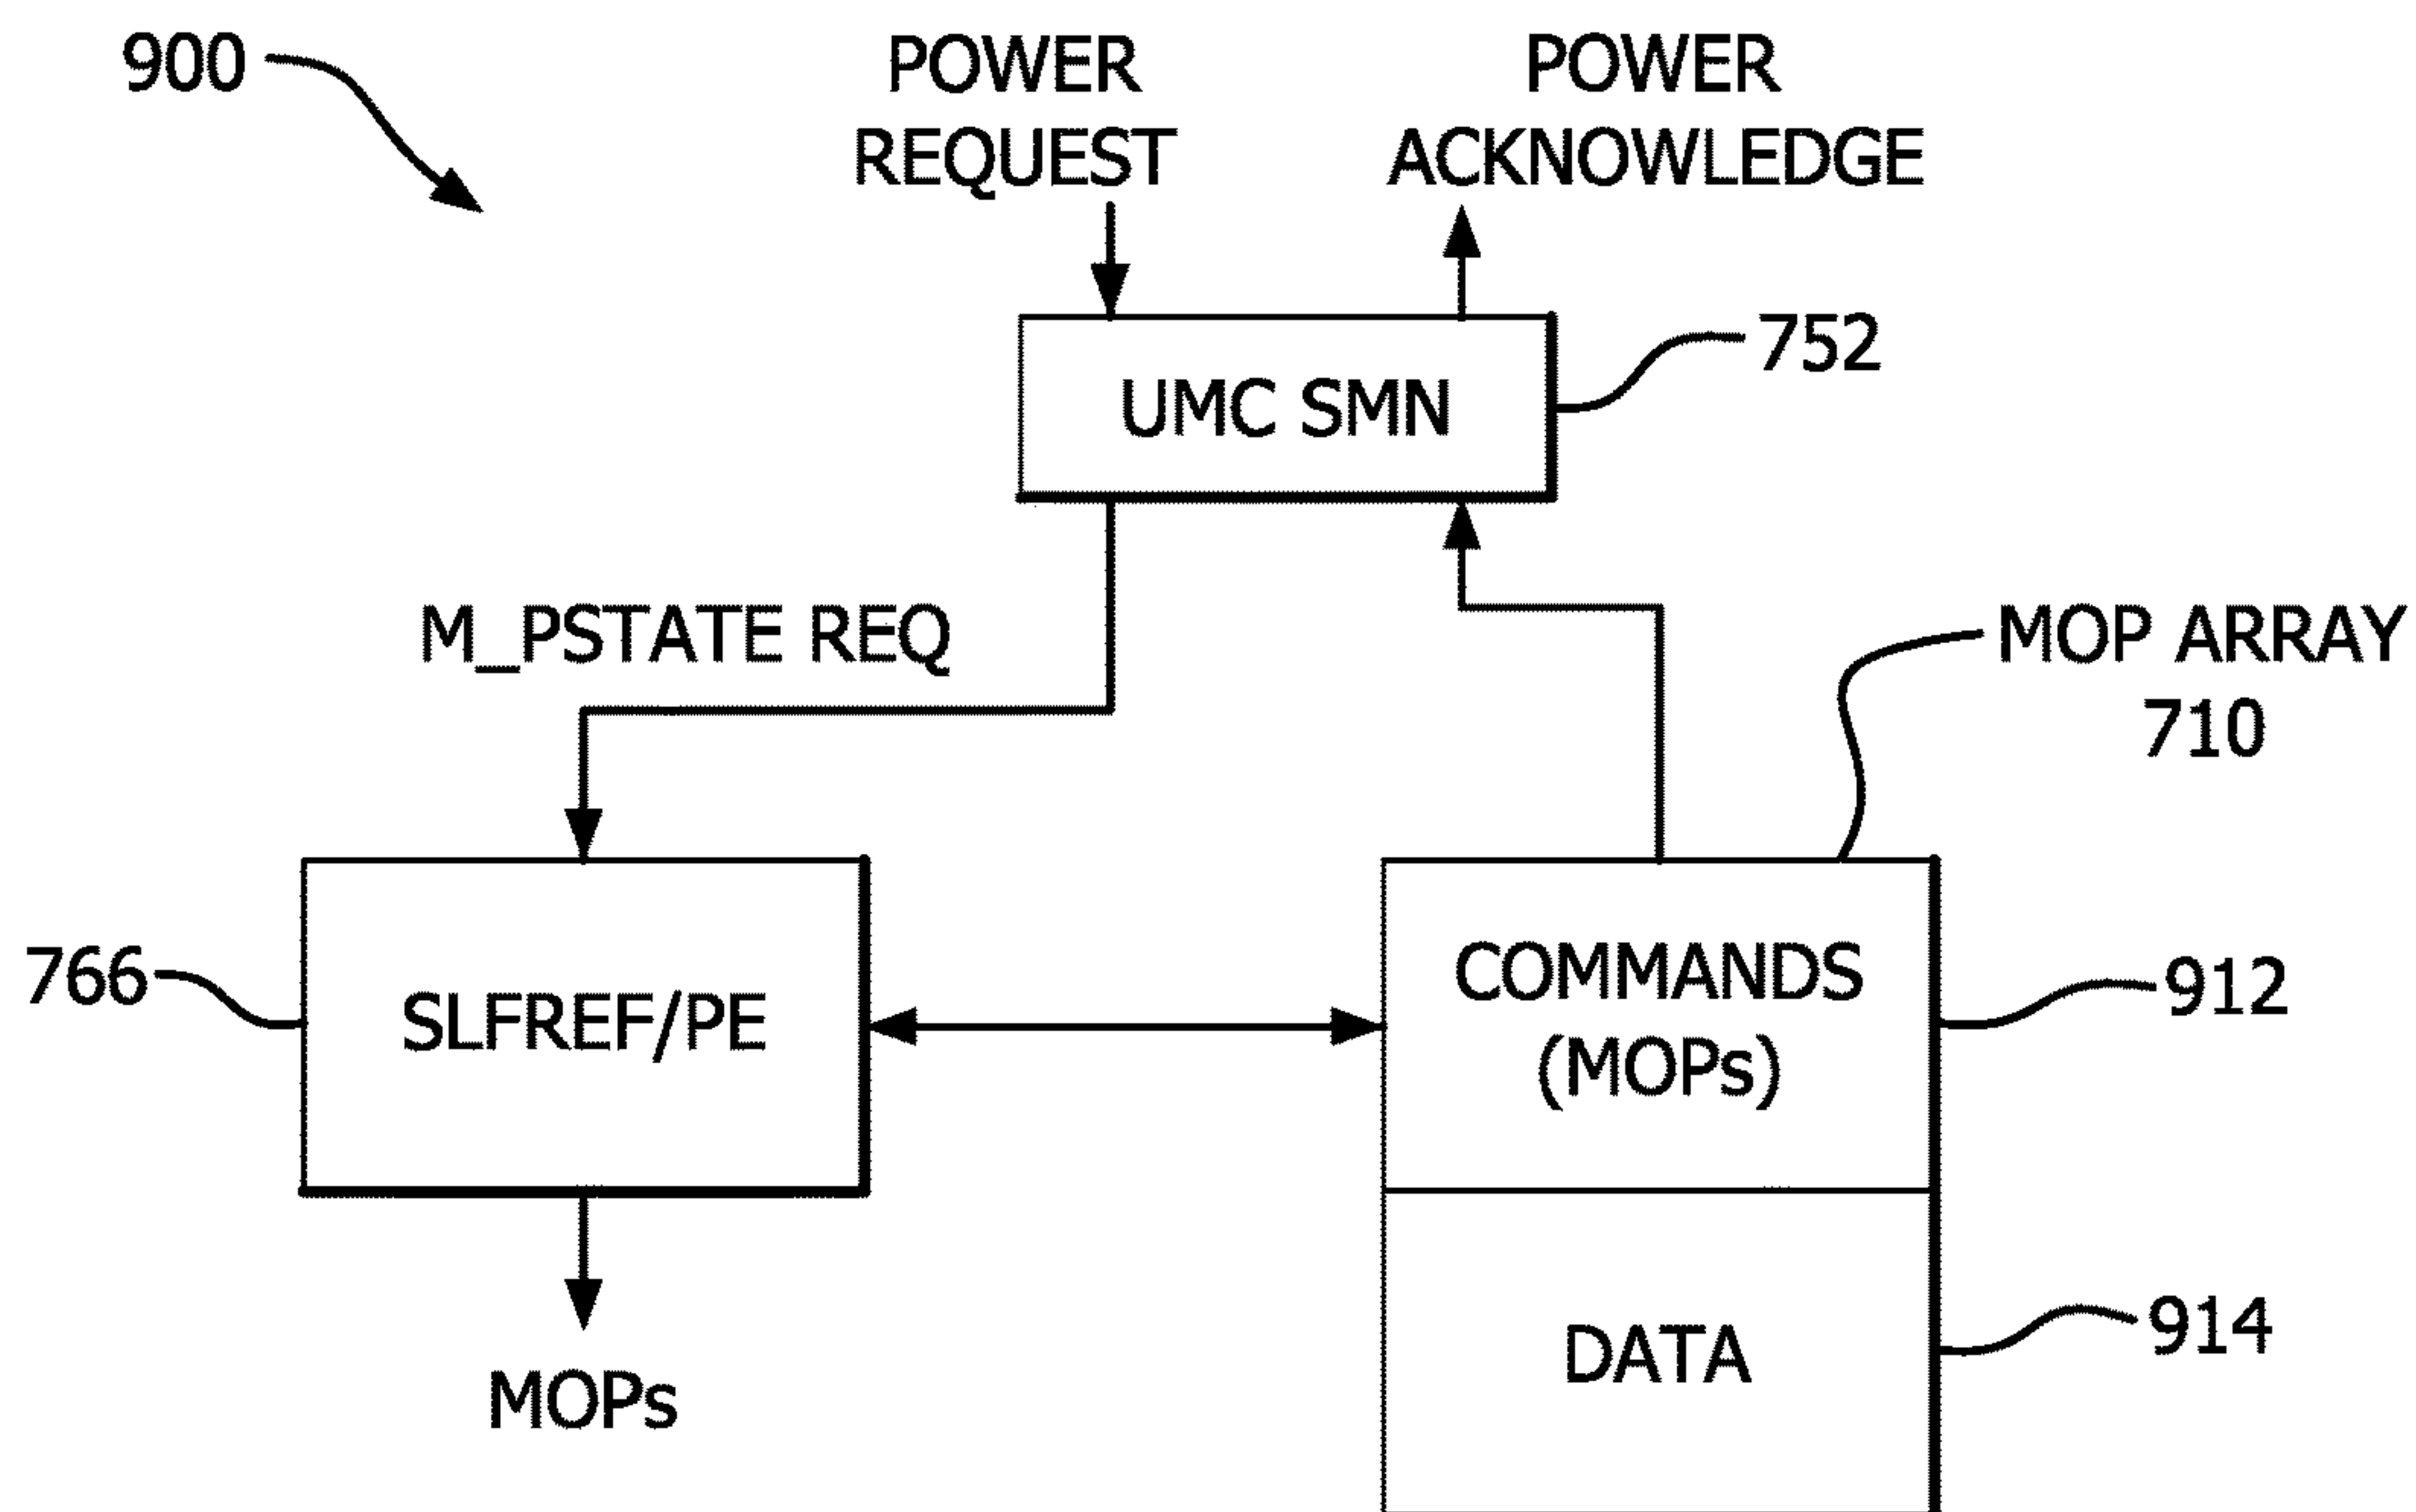 900
POWER
REQUEST
POWER
ACKNOWLEDGE
UMC SMN
752
M_PSTATE REQ
MOP ARRAY
710
766
SLFREF/PE
COMMANDS
(MOPs)
912
DATA
914
MOPs